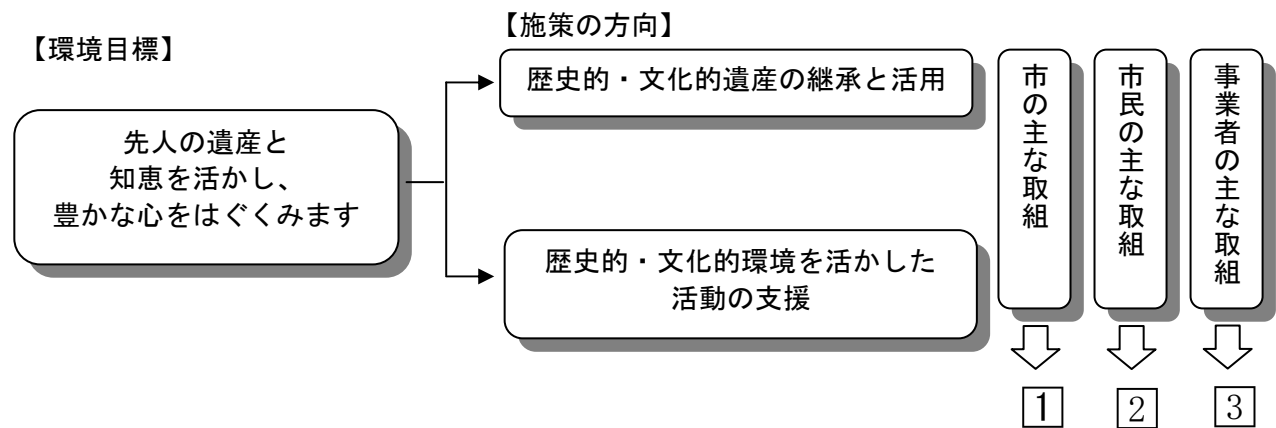 【環境目標】
先人の遺産と
知恵を活かし、
豊かな心をはぐくみます
【施策の方向】
歴史的・文化的遺産の継承と活用
歴史的・文化的環境を活かした
活動の支援
市の主な取組
市民の主な取組
事業者の主な取組
1
2
3